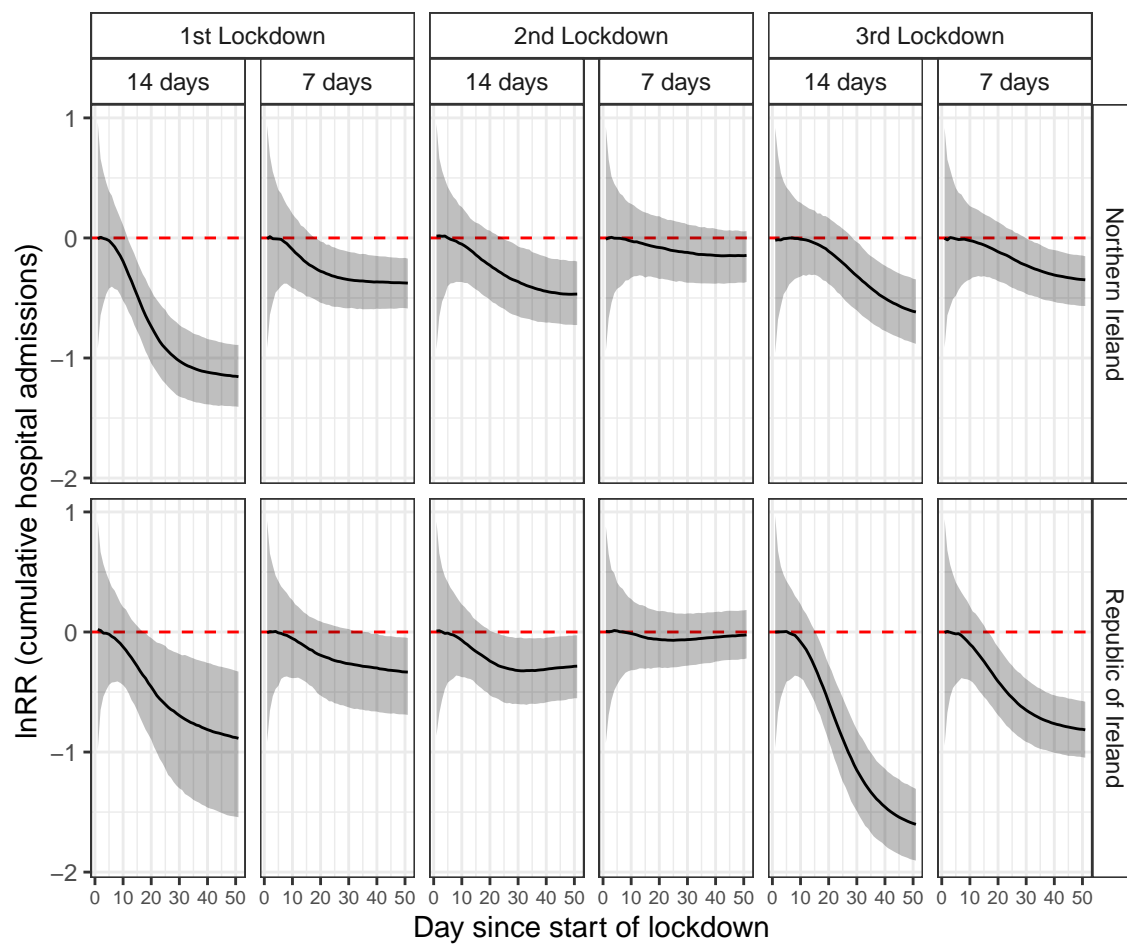 1st Lockdown 2nd Lockdown 3rd Lockdown
14 days 7 days 14 days 7 days 14 days 7 days
lnRR (cumulative hospital admissions)
1
0
−1
−2
Northern Ireland
1
0
−1
−2
Republic of Ireland
0 10 20 30 40 50 0 10 20 30 40 50 0 10 20 30 40 50 0 10 20 30 40 50 0 10 20 30 40 50 0 10 20 30 40 50
Day since start of lockdown